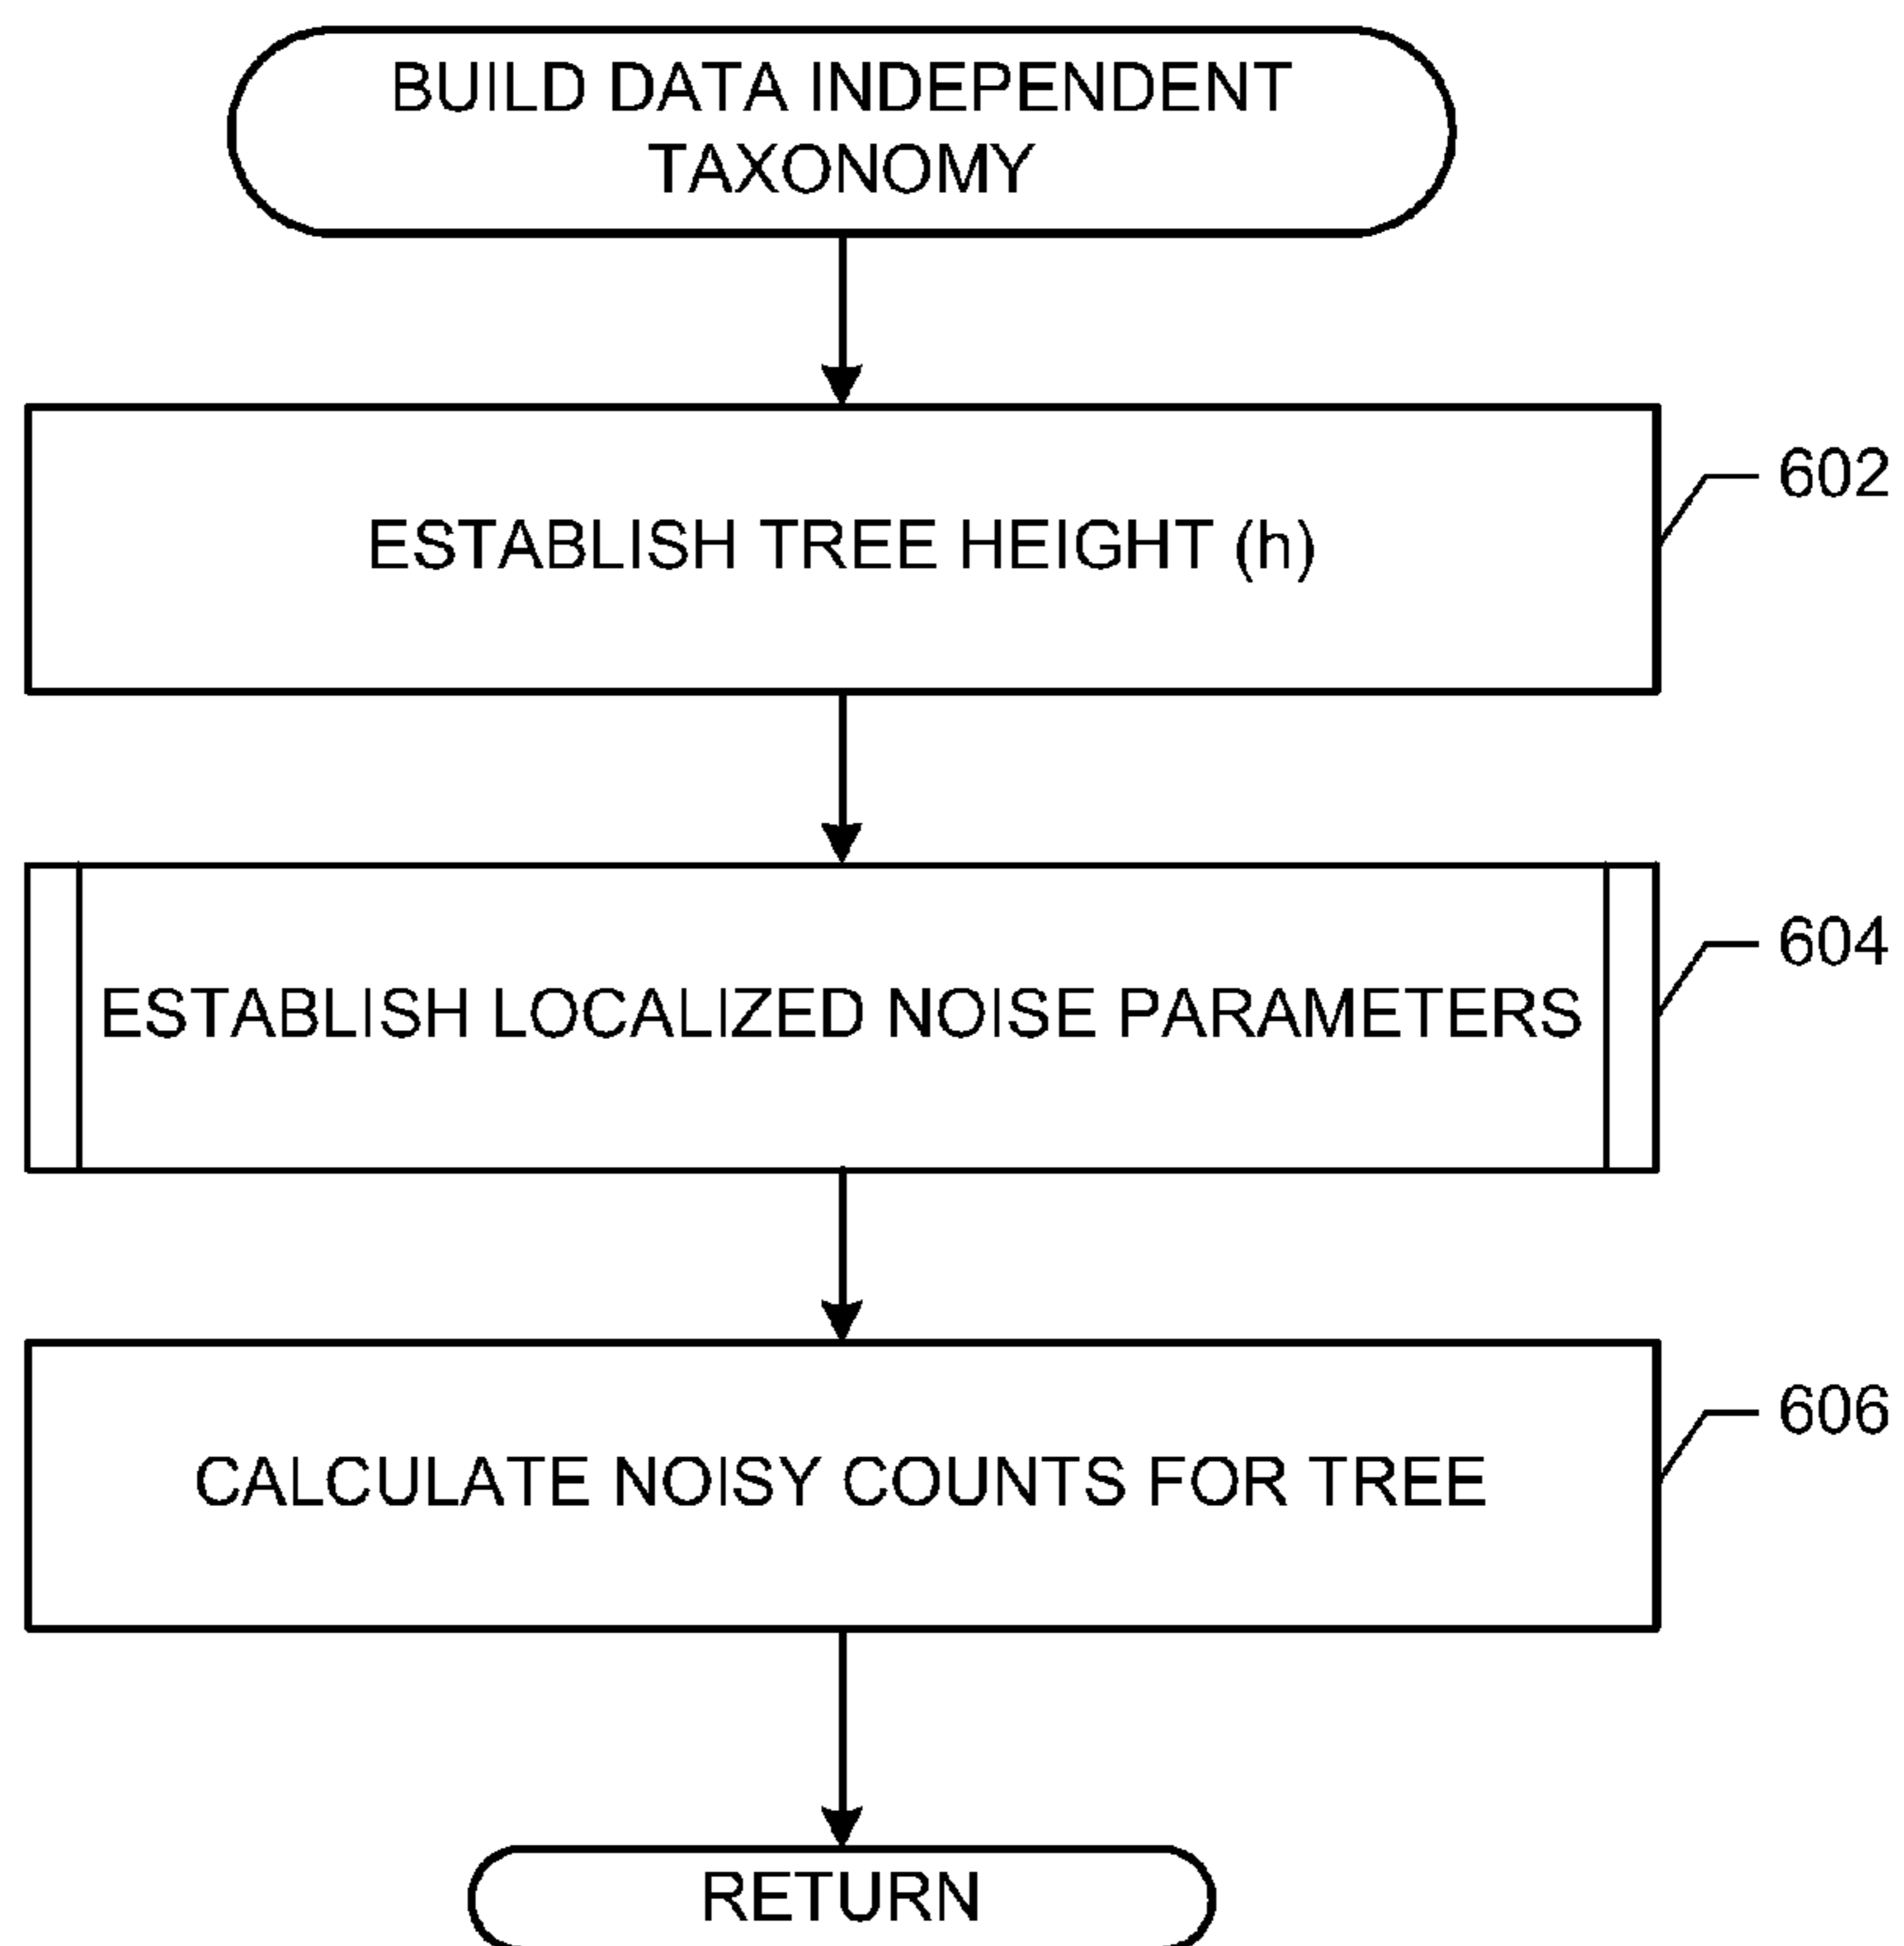 BUILD DATA INDEPENDENT
TAXONOMY
602
ESTABLISH TREE HEIGHT (h)
604
ESTABLISH LOCALIZED NOISE PARAMETERS
606
CALCULATE NOISY COUNTS FOR TREE
RETURN